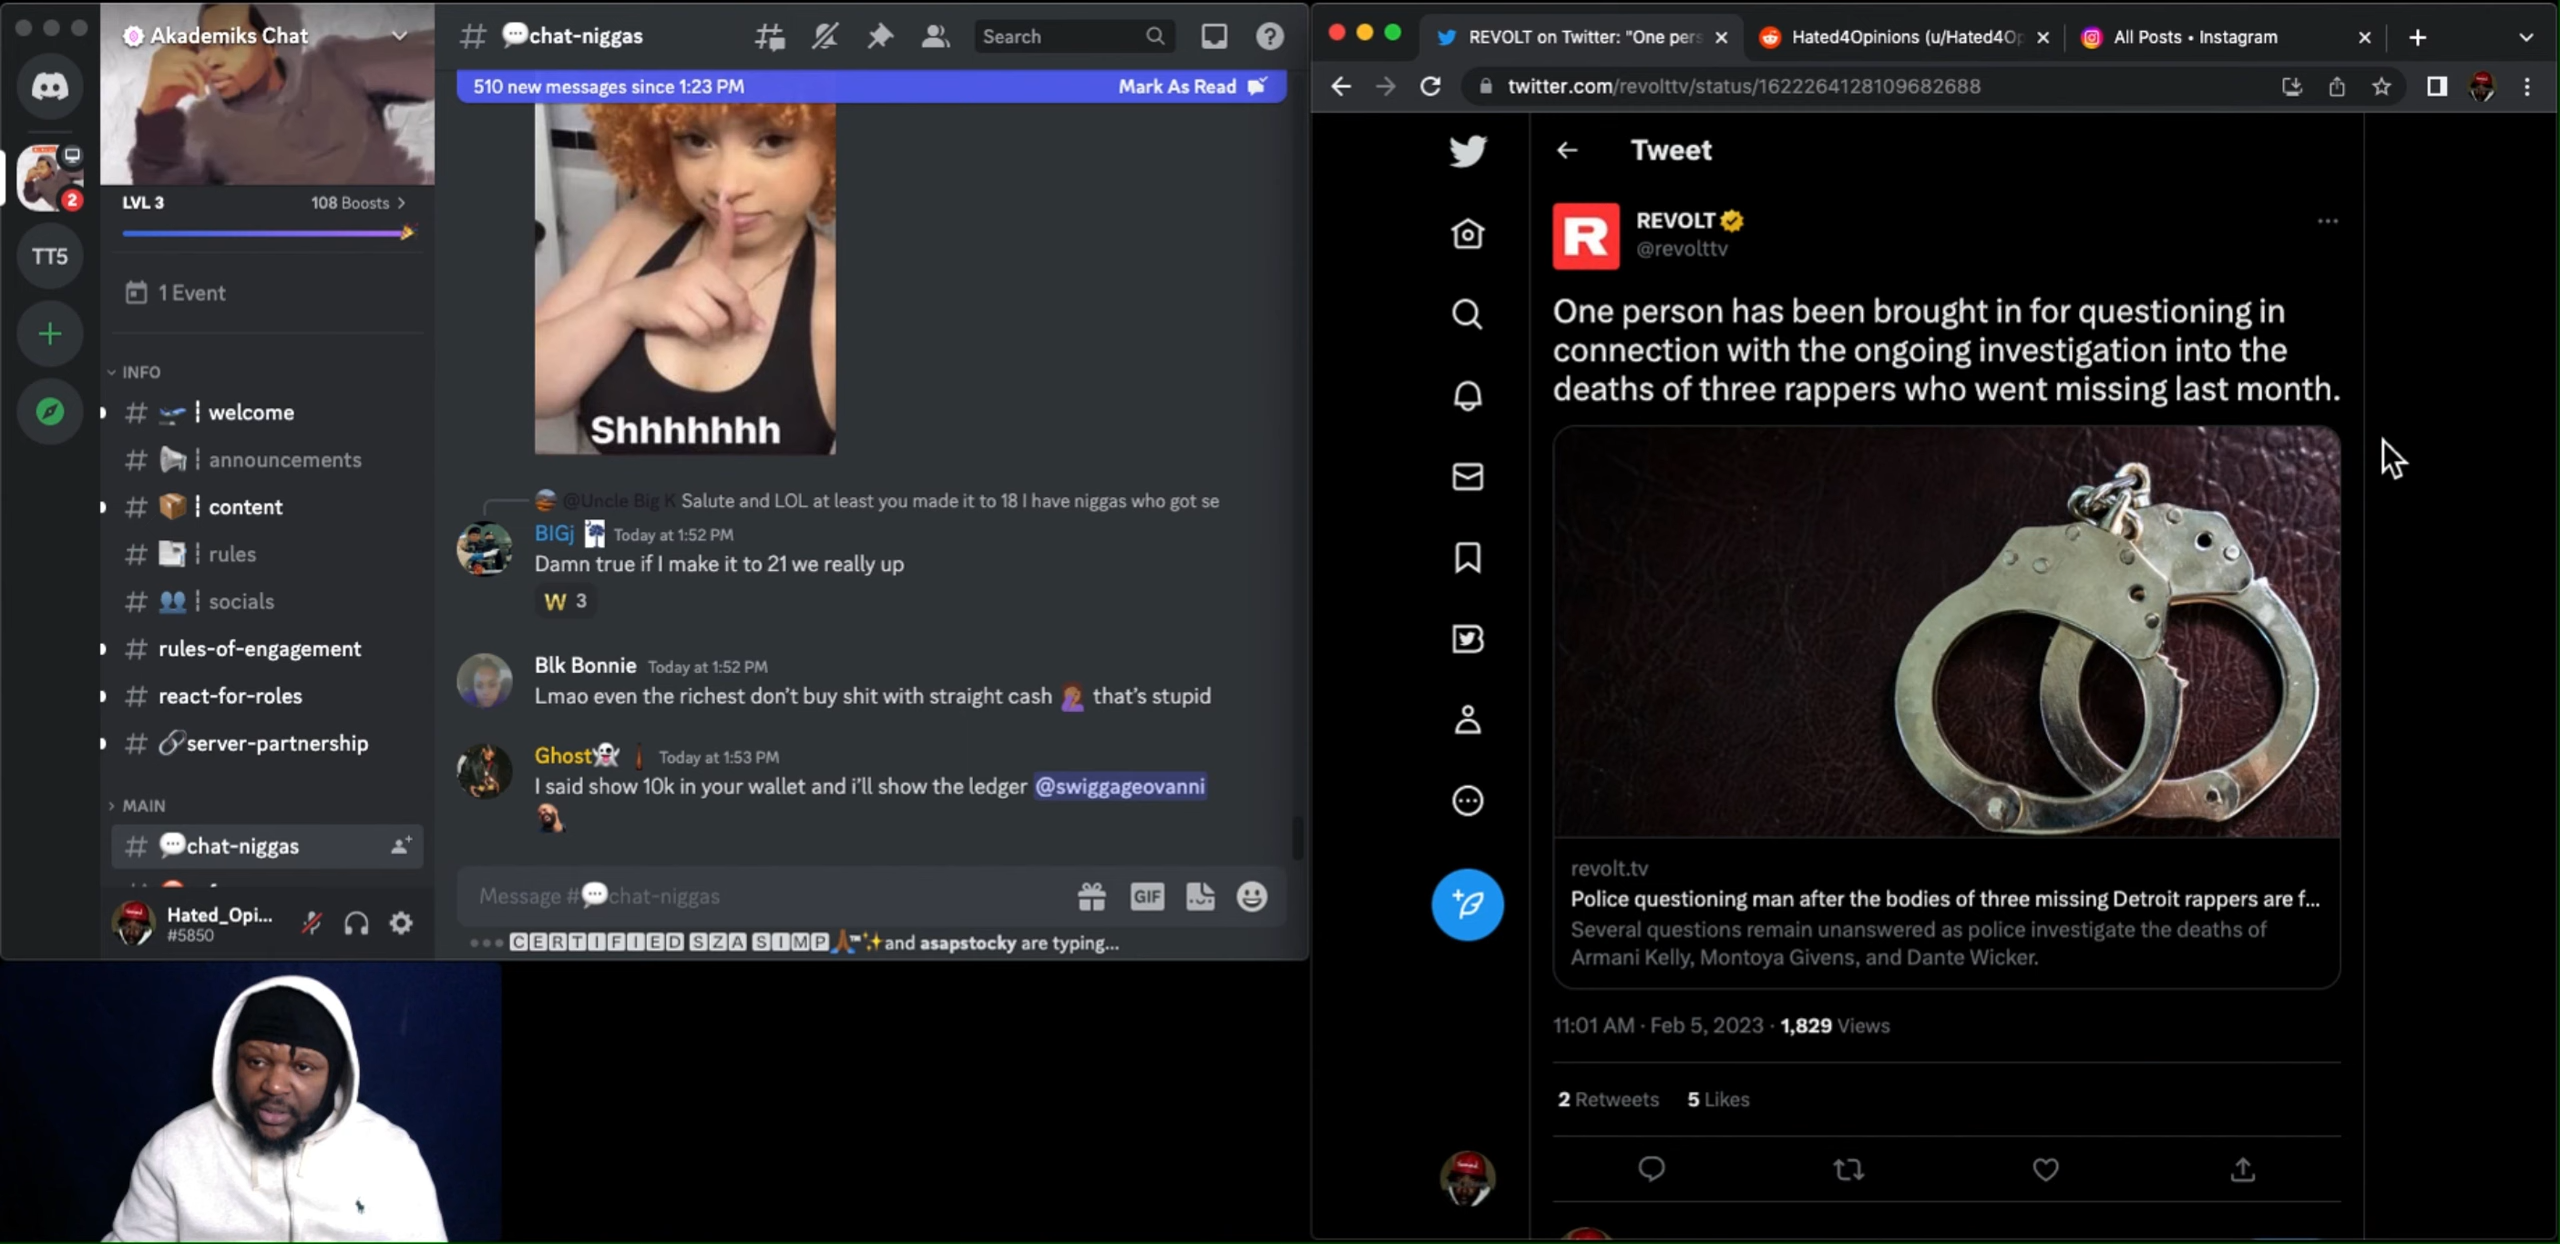 Akademiks Chat
LVL 3
108 Boosts
2
TT5
1 Event
INFO
# welcome
# announcements
# content
# rules
# socials
# rules-of-engagement
# react-for-roles
# server-partnership
MAIN
# chat-niggas
Hated_Opi...
#5850
# chat-niggas
Search
510 new messages since 1:23 PM
Mark As Read
Shhhhhhh
@Uncle Big K Salute and LOL at least you made it to 18 I have niggas who got se
BIGj Today at 1:52 PM
Damn true if I make it to 21 we really up
W 3
Blk Bonnie Today at 1:52 PM
Lmao even the richest don't buy shit with straight cash 🤦🏾 that's stupid
Ghost👻 Today at 1:53 PM
I said show 10k in your wallet and i'll show the ledger @swiggageovanni
Message #💬chat-niggas
GIF
CERTIFIED SZA SIMP🙏🏾™✨and asapstocky are typing...
REVOLT on Twitter: "One pers
Hated4Opinions (u/Hated4Op
All Posts • Instagram
twitter.com/revolttv/status/1622264128109682688
Tweet
R
REVOLT
@revolttv
One person has been brought in for questioning in
connection with the ongoing investigation into the
deaths of three rappers who went missing last month.
revolt.tv
Police questioning man after the bodies of three missing Detroit rappers are f...
Several questions remain unanswered as police investigate the deaths of
Armani Kelly, Montoya Givens, and Dante Wicker.
11:01 AM · Feb 5, 2023 · 1,829 Views
2 Retweets 5 Likes